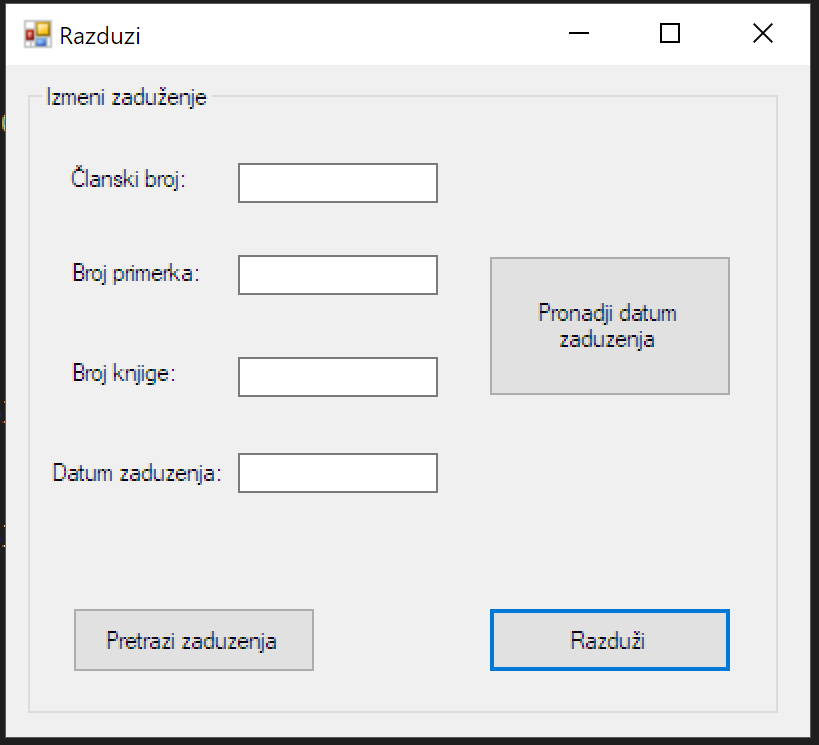 Razduzi
Izmeni zaduženje
Članski broj:
Broj primerka:
Pronadji datum
zaduzenja
Broj knjige:
Datum zaduzenja:
Pretrazi zaduzenja
Razduži